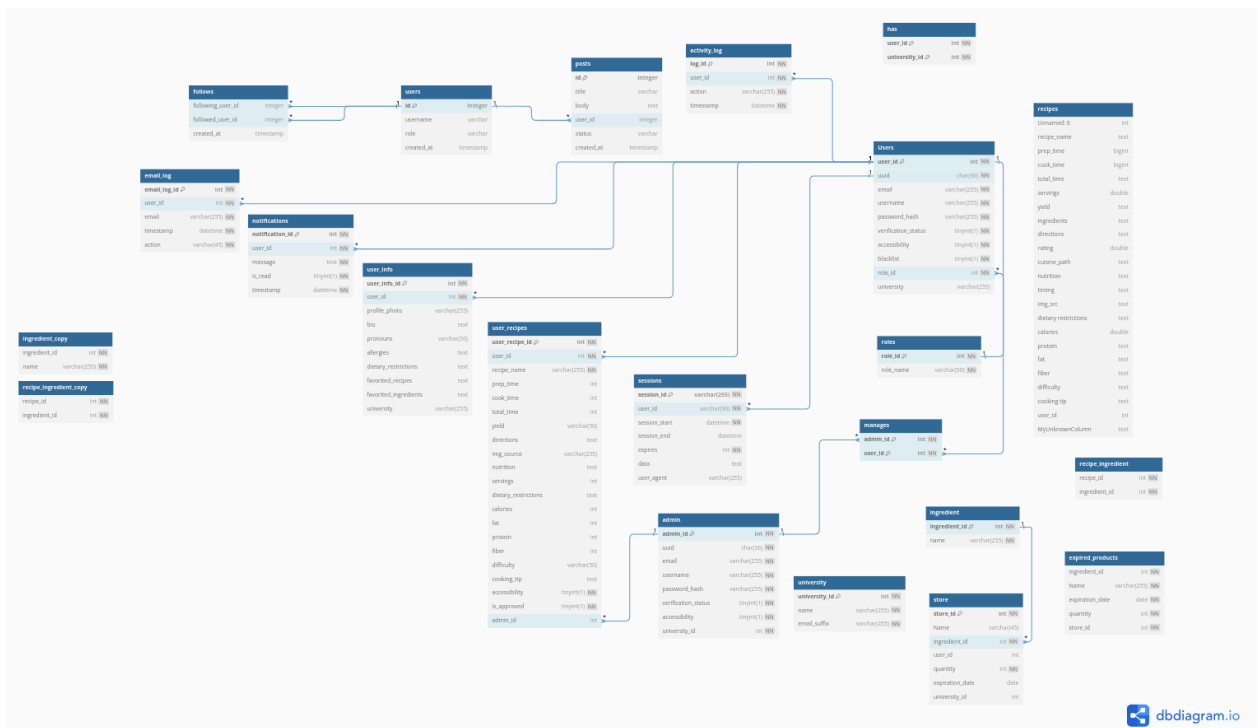 has
user_id int NN
university_id int NN
activity_log
log_id int NN
user_id int NN
action varchar(255) NN
timestamp datetime NN
posts
id integer
title varchar
body text
user_id integer
status varchar
created_at timestamp
follows
following_user_id integer
followed_user_id integer
created_at timestamp
users
id integer
username varchar
role varchar
created_at timestamp
recipes
Unnamed: 0 int
recipe_name text
prep_time bigint
cook_time bigint
total_time text
servings double
yield text
ingredients text
directions text
rating double
cuisine_path text
nutrition text
timing text
img_src text
dietary restrictions text
calories double
protein text
fat text
fiber text
difficulty text
cooking tip text
user_id int
MyUnknownColumn text
Users
user_id int NN
uuid char(36) NN
email varchar(255) NN
username varchar(255) NN
password_hash varchar(255) NN
verification_status tinyint(1) NN
accessibility tinyint(1) NN
blacklist tinyint(1) NN
role_id int NN
university varchar(255)
email_log
email_log_id int NN
user_id int NN
email varchar(255) NN
timestamp datetime NN
action varchar(45) NN
notifications
notification_id int NN
user_id int NN
message text NN
is_read tinyint(1) NN
timestamp datetime NN
user_info
user_info_id int NN
user_id int NN
profile_photo varchar(255)
bio text
pronouns varchar(50)
allergies text
dietary_restrictions text
favorited_recipes text
favorited_ingredients text
university varchar(255)
user_recipes
user_recipe_id int NN
user_id int NN
recipe_name varchar(255) NN
prep_time int
cook_time int
total_time int
yield varchar(50)
directions text
img_source varchar(255)
nutrition text
servings int
dietary_restrictions text
calories int
fat int
protein int
fiber int
difficulty varchar(50)
cooking_tip text
accessibility tinyint(1) NN
is_approved tinyint(1) NN
admin_id int
ingredient_copy
ingredient_id int NN
name varchar(255) NN
recipe_ingredient_copy
recipe_id int NN
ingredient_id int NN
roles
role_id int NN
role_name varchar(50) NN
sessions
session_id varchar(255) NN
user_id NN
session_start datetime NN
session_end datetime
expires int NN
data text
user_agent varchar(255)
manages
admin_id int NN
user_id int NN
recipe_ingredient
recipe_id int NN
ingredient_id int NN
admin
admin_id int NN
uuid char(36) NN
email varchar(255) NN
username varchar(255) NN
password_hash varchar(255) NN
verification_status tinyint(1) NN
accessibility tinyint(1) NN
university_id int NN
ingredient
ingredient_id int NN
name varchar(255) NN
expired_products
ingredient_id int NN
Name varchar(255) NN
expiration_date date NN
quantity int NN
store_id int NN
university
university_id int NN
name varchar(255) NN
email_suffix varchar(255) NN
store
store_id int NN
Name varchar(45)
ingredient_id int NN
user_id int
quantity int NN
expiration_date date
university_id int
dbdiagram.io